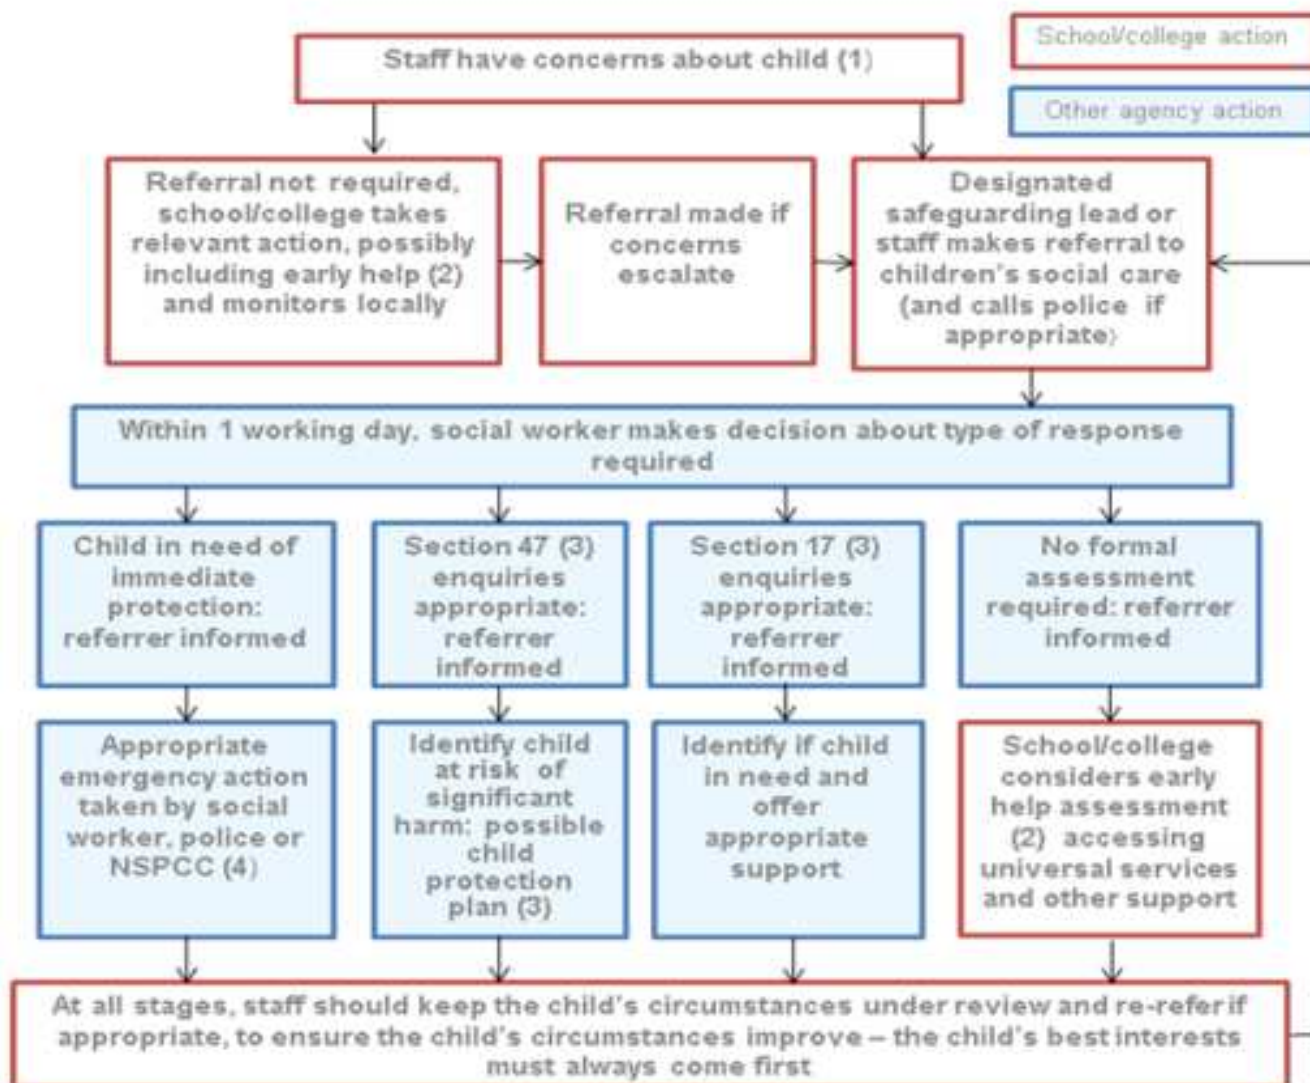 School/college action
Staff have concerns about child (1)
Other agency action
Referral not required,
school/college takes
relevant action, possibly
including early help (2)
and monitors locally
Referral made if
concerns
escalate
Designated
safeguarding lead or
staff makes referral to
children's social care
(and calls police if
appropriate)
Within 1 working day, social worker makes decision about type of response
required
Child in need of
immediate
protection:
referrer informed
Section 47 (3)
enquiries
appropriate:
referrer
informed
Section 17 (3)
enquiries
appropriate:
referrer
informed
No formal
assessment
required: referrer
informed
Appropriate
emergency action
taken by social
worker, police or
NSPCC (4)
Identify child
at risk of
significant
harm: possible
child
protection
plan (3)
Identify if child
in need and
offer
appropriate
support
School/college
considers early
help assessment
(2) accessing
universal services
and other support
At all stages, staff should keep the child's circumstances under review and re-refer if
appropriate, to ensure the child's circumstances improve – the child's best interests
must always come first